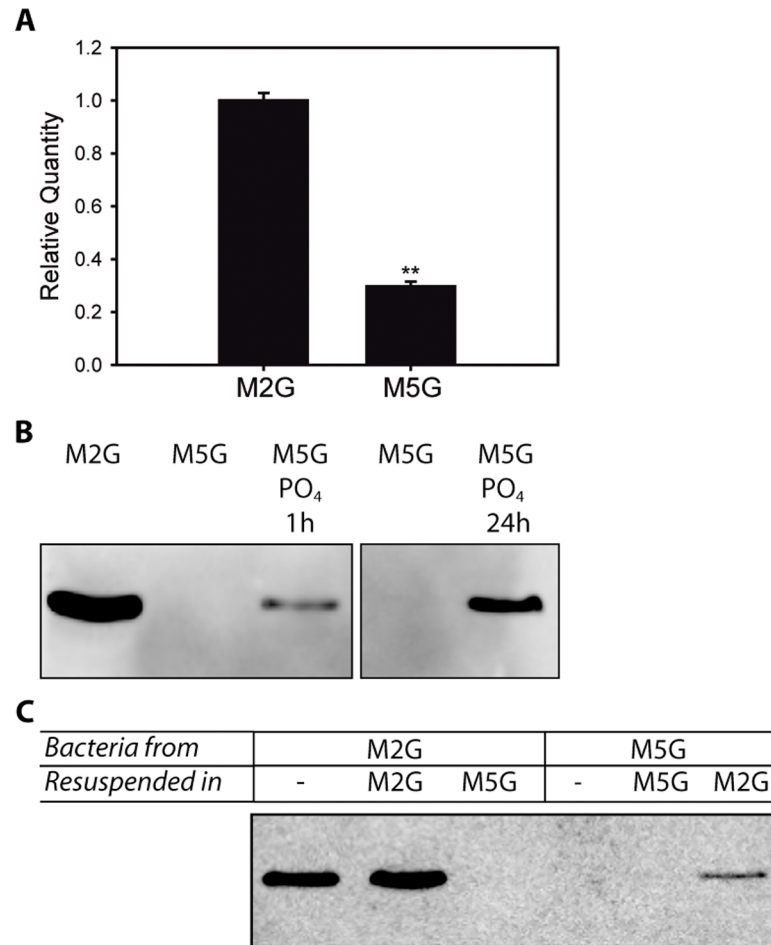 A
1.2
1.0
0.8
0.6
0.4
0.2
0.0
Relative Quantity
**
M2G M5G
B
M2G M5G M5G M5G M5G
PO₄ PO₄
1h 24h
C
Bacteria from M2G M5G
Resuspended in - M2G M5G - M5G M2G